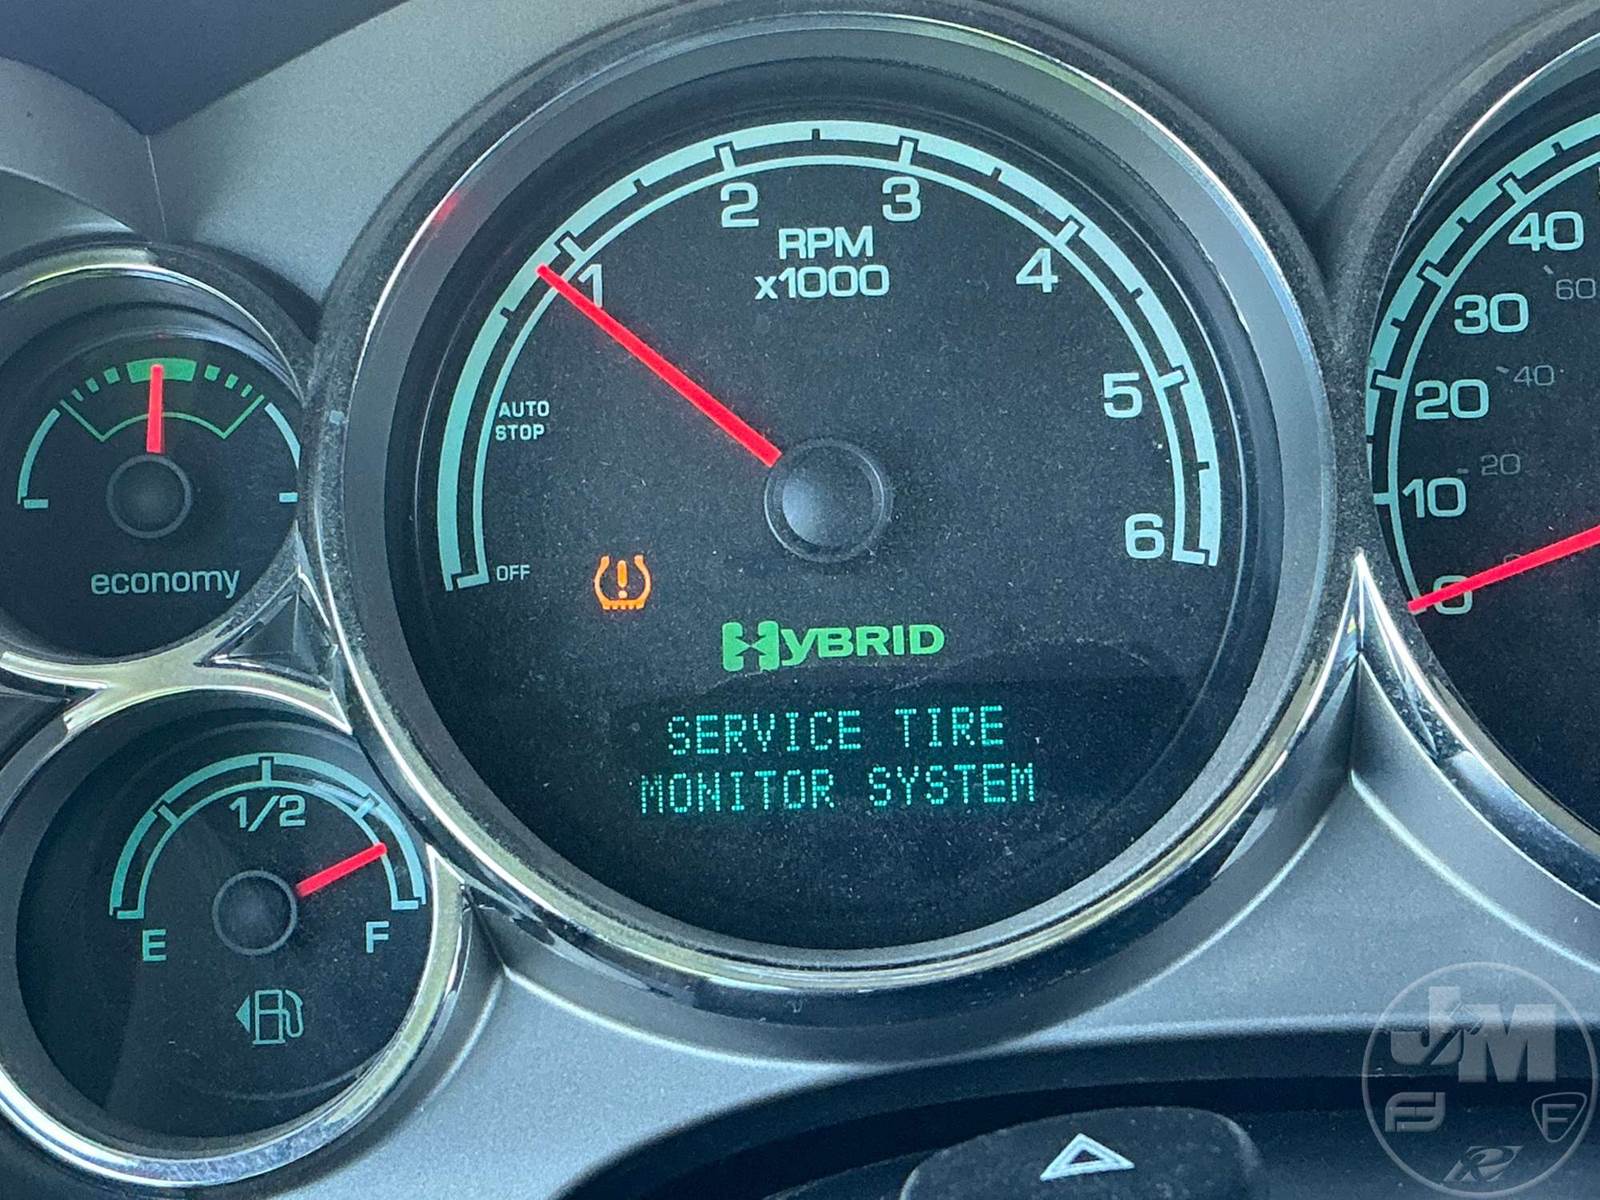 2
3
RPM
x1000
1
4
5
6
AUTO
STOP
OFF
HYBRID
SERVICE TIRE
MONITOR SYSTEM
economy
1/2
E
F
40
60
30
40
20
20
10
0
JM